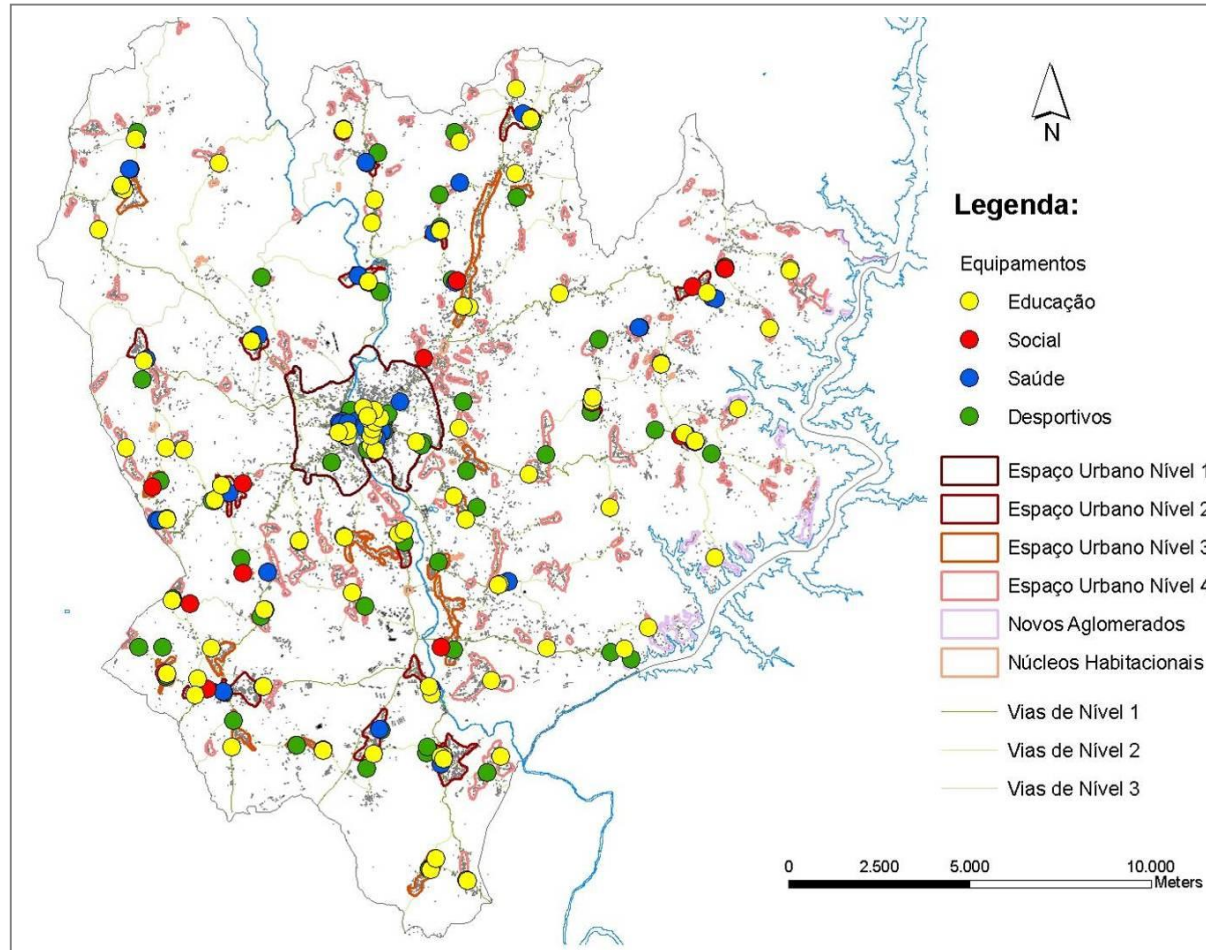 N
Legenda:
Equipamentos
Educação
Social
Saúde
Desportivos
Espaço Urbano Nível 1
Espaço Urbano Nível 2
Espaço Urbano Nível 3
Espaço Urbano Nível 4
Novos Aglomerados
Núcleos Habitacionais
Vias de Nível 1
Vias de Nível 2
Vias de Nível 3
0 2.500 5.000 10.000
Meters